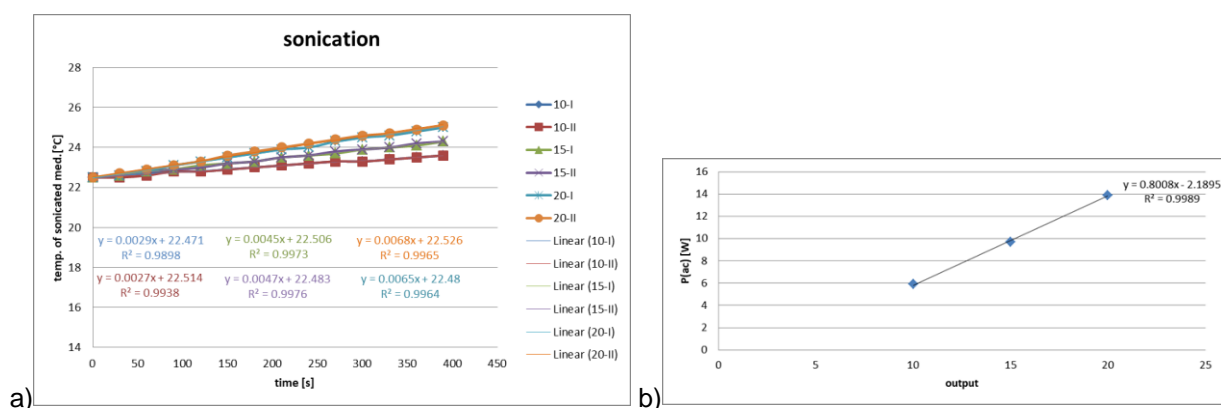 sonication
temp. of sonicated med.[°C]
28
26
24
22
20
18
16
14
y = 0.0029x + 22.471
R² = 0.9898
y = 0.0045x + 22.506
R² = 0.9973
y = 0.0068x + 22.526
R² = 0.9965
y = 0.0027x + 22.514
R² = 0.9938
y = 0.0047x + 22.483
R² = 0.9976
y = 0.0065x + 22.48
R² = 0.9964
0 50 100 150 200 250 300 350 400 450
time [s]
10-I
10-II
15-I
15-II
20-I
20-II
Linear (10-I)
Linear (10-II)
Linear (15-I)
Linear (15-II)
Linear (20-I)
Linear (20-II)
a)
P(ac) [W]
16
14
12
10
8
6
4
2
0
y = 0.8008x - 2.1895
R² = 0.9989
0 5 10 15 20 25
output
b)